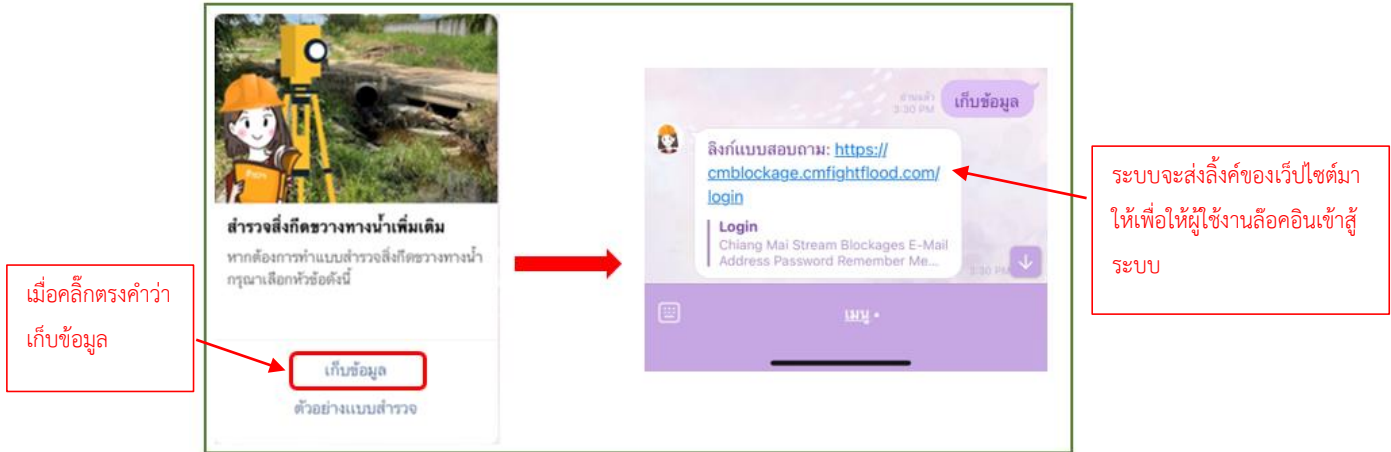 สำรวจสิ่งกีดขวางทางน้ำเพิ่มเติม
หากต้องการทำแบบสำรวจสิ่งกีดขวางทางน้ำ
กรุณาเลือกหัวข้อดังนี้
เก็บข้อมูล
ตัวอย่างแบบสำรวจ
เมื่อคลิ๊กตรงคำว่า
เก็บข้อมูล
อ่านแล้ว
3:30 PM
เก็บข้อมูล
ลิงก์แบบสอบถาม: https://
cmblockage.cmfightflood.com/
login
Login
Chiang Mai Stream Blockages E-Mail
Address Password Remember Me...
3:30 PM
เมนู
ระบบจะส่งลิ้งค์ของเว็ปไซต์มา
ให้เพื่อให้ผู้ใช้งานล๊อคอินเข้าสู้
ระบบ